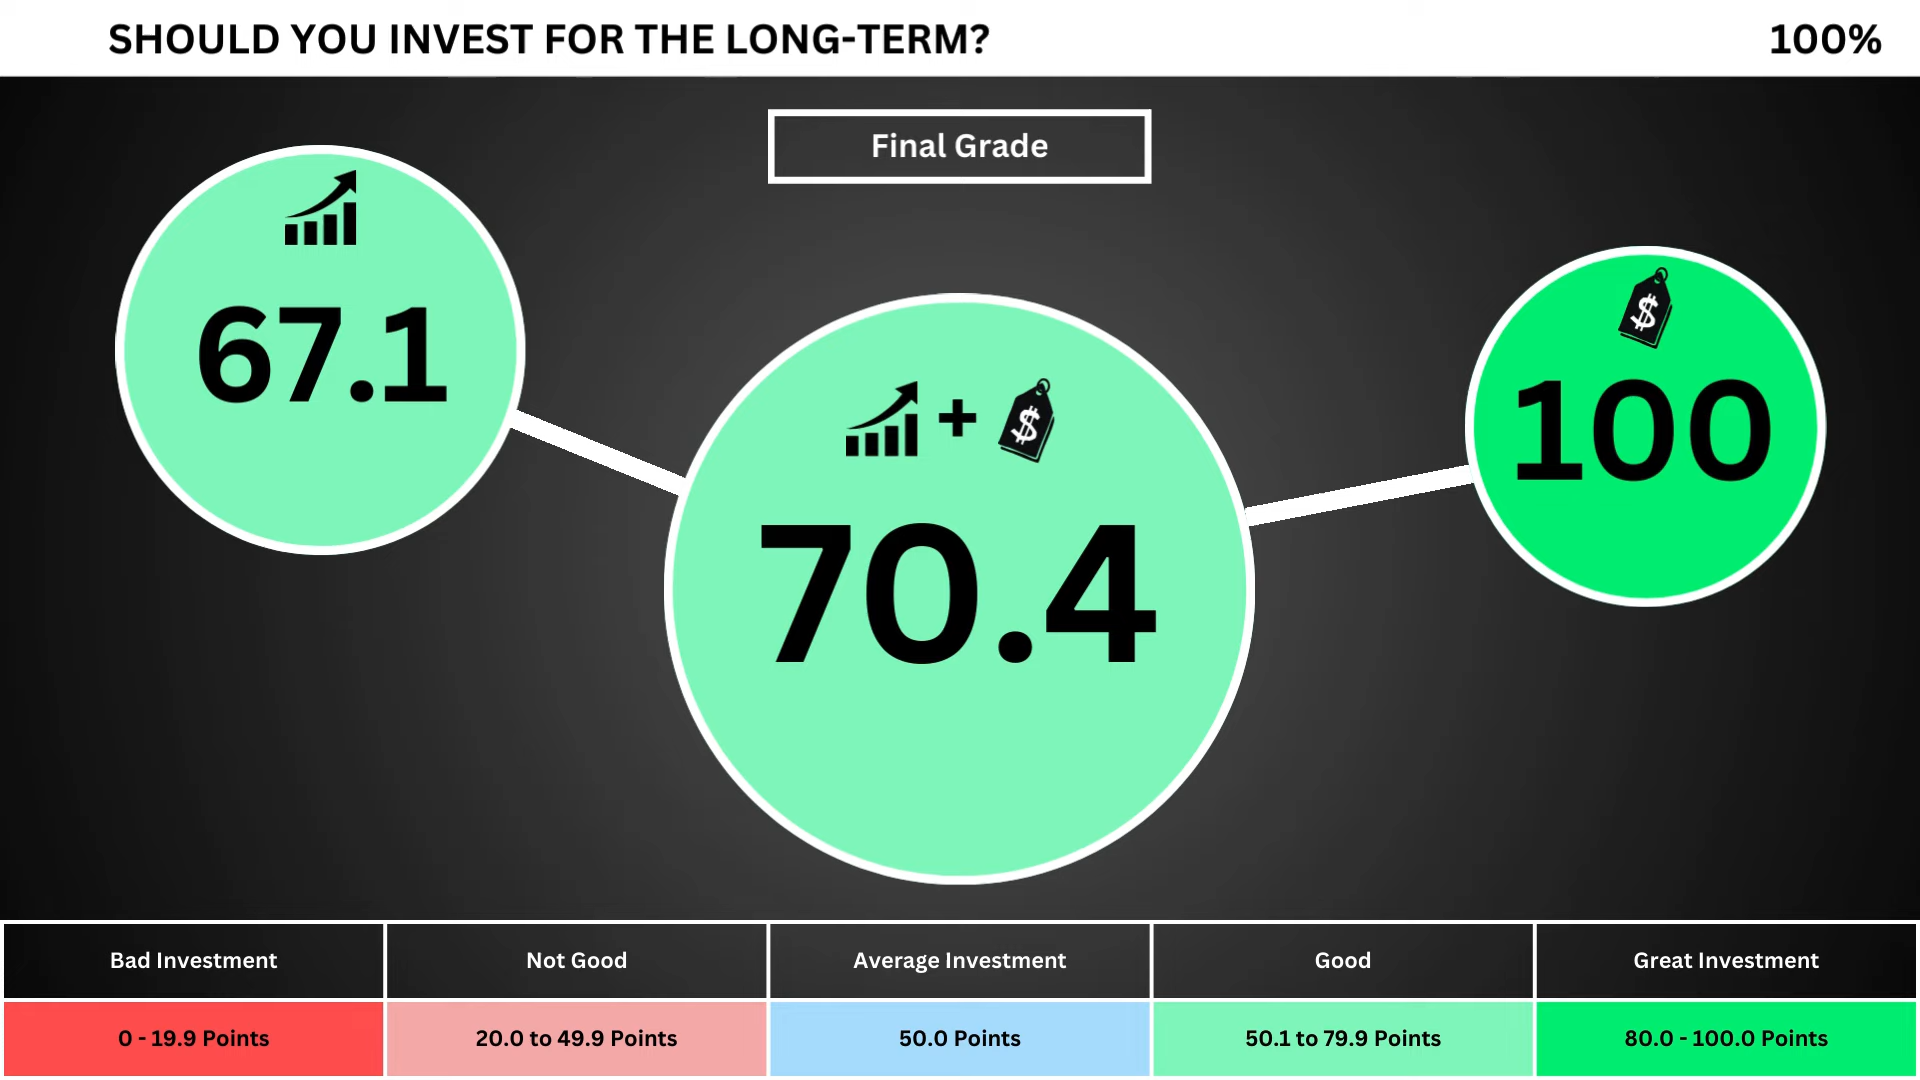 SHOULD YOU INVEST FOR THE LONG-TERM?
100%
Final Grade
67.1
$
+ $
70.4
$
100
Bad Investment
Not Good
Average Investment
Good
Great Investment
0 - 19.9 Points
20.0 to 49.9 Points
50.0 Points
50.1 to 79.9 Points
80.0 - 100.0 Points